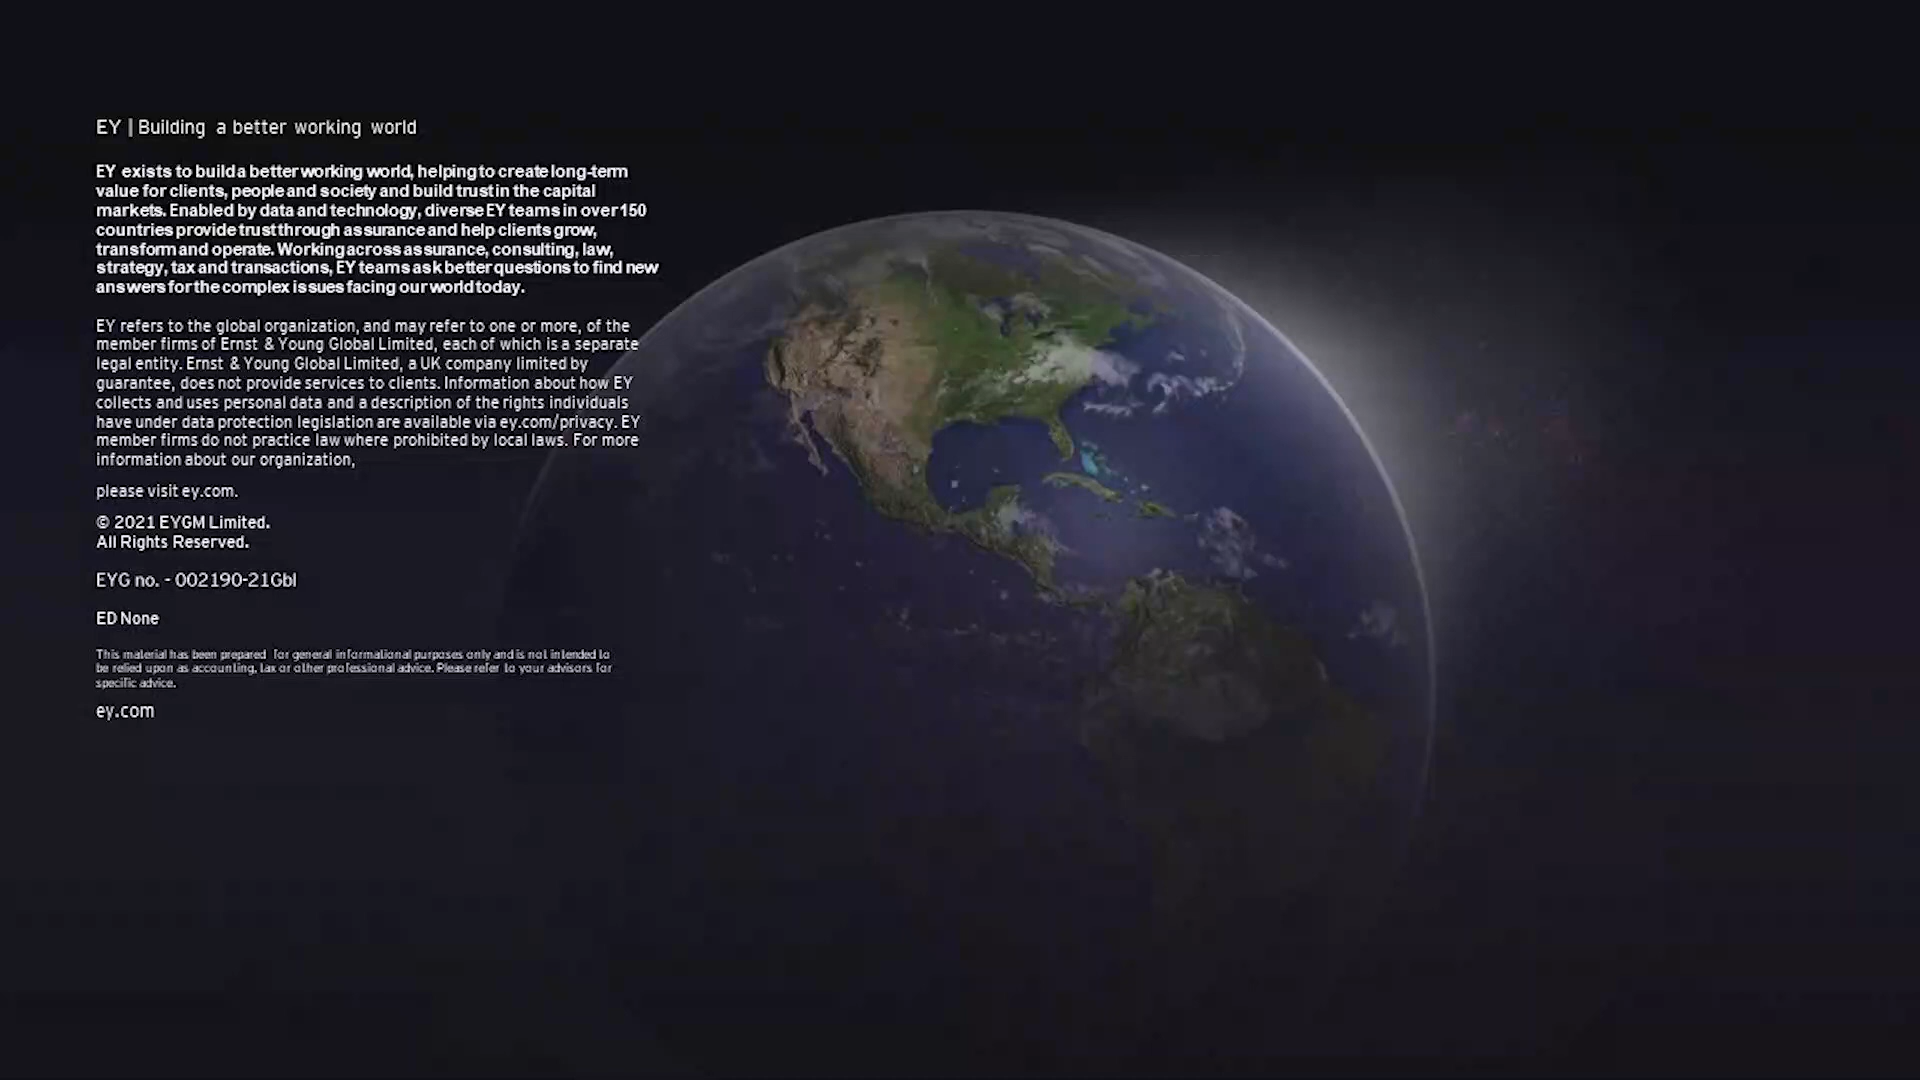 EY | Building a better working world
EY exists to build a better working world, helping to create long-term
value for clients, people and society and build trust in the capital
markets. Enabled by data and technology, diverse EY teams in over 150
countries provide trust through assurance and help clients grow,
transform and operate. Working across assurance, consulting, law,
strategy, tax and transactions, EY teams ask better questions to find new
answers for the complex issues facing our world today.
EY refers to the global organization, and may refer to one or more, of the
member firms of Ernst & Young Global Limited, each of which is a separate
legal entity. Ernst & Young Global Limited, a UK company limited by
guarantee, does not provide services to clients. Information about how EY
collects and uses personal data and a description of the rights individuals
have under data protection legislation are available via ey.com/privacy. EY
member firms do not practice law where prohibited by local laws. For more
information about our organization,
please visit ey.com.
© 2021 EYGM Limited.
All Rights Reserved.
EYG no. - 002190-21Gbl
ED None
This material has been prepared for general informational purposes only and is not intended to
be relied upon as accounting, tax or other professional advice. Please refer to your advisors for
specific advice.
ey.com